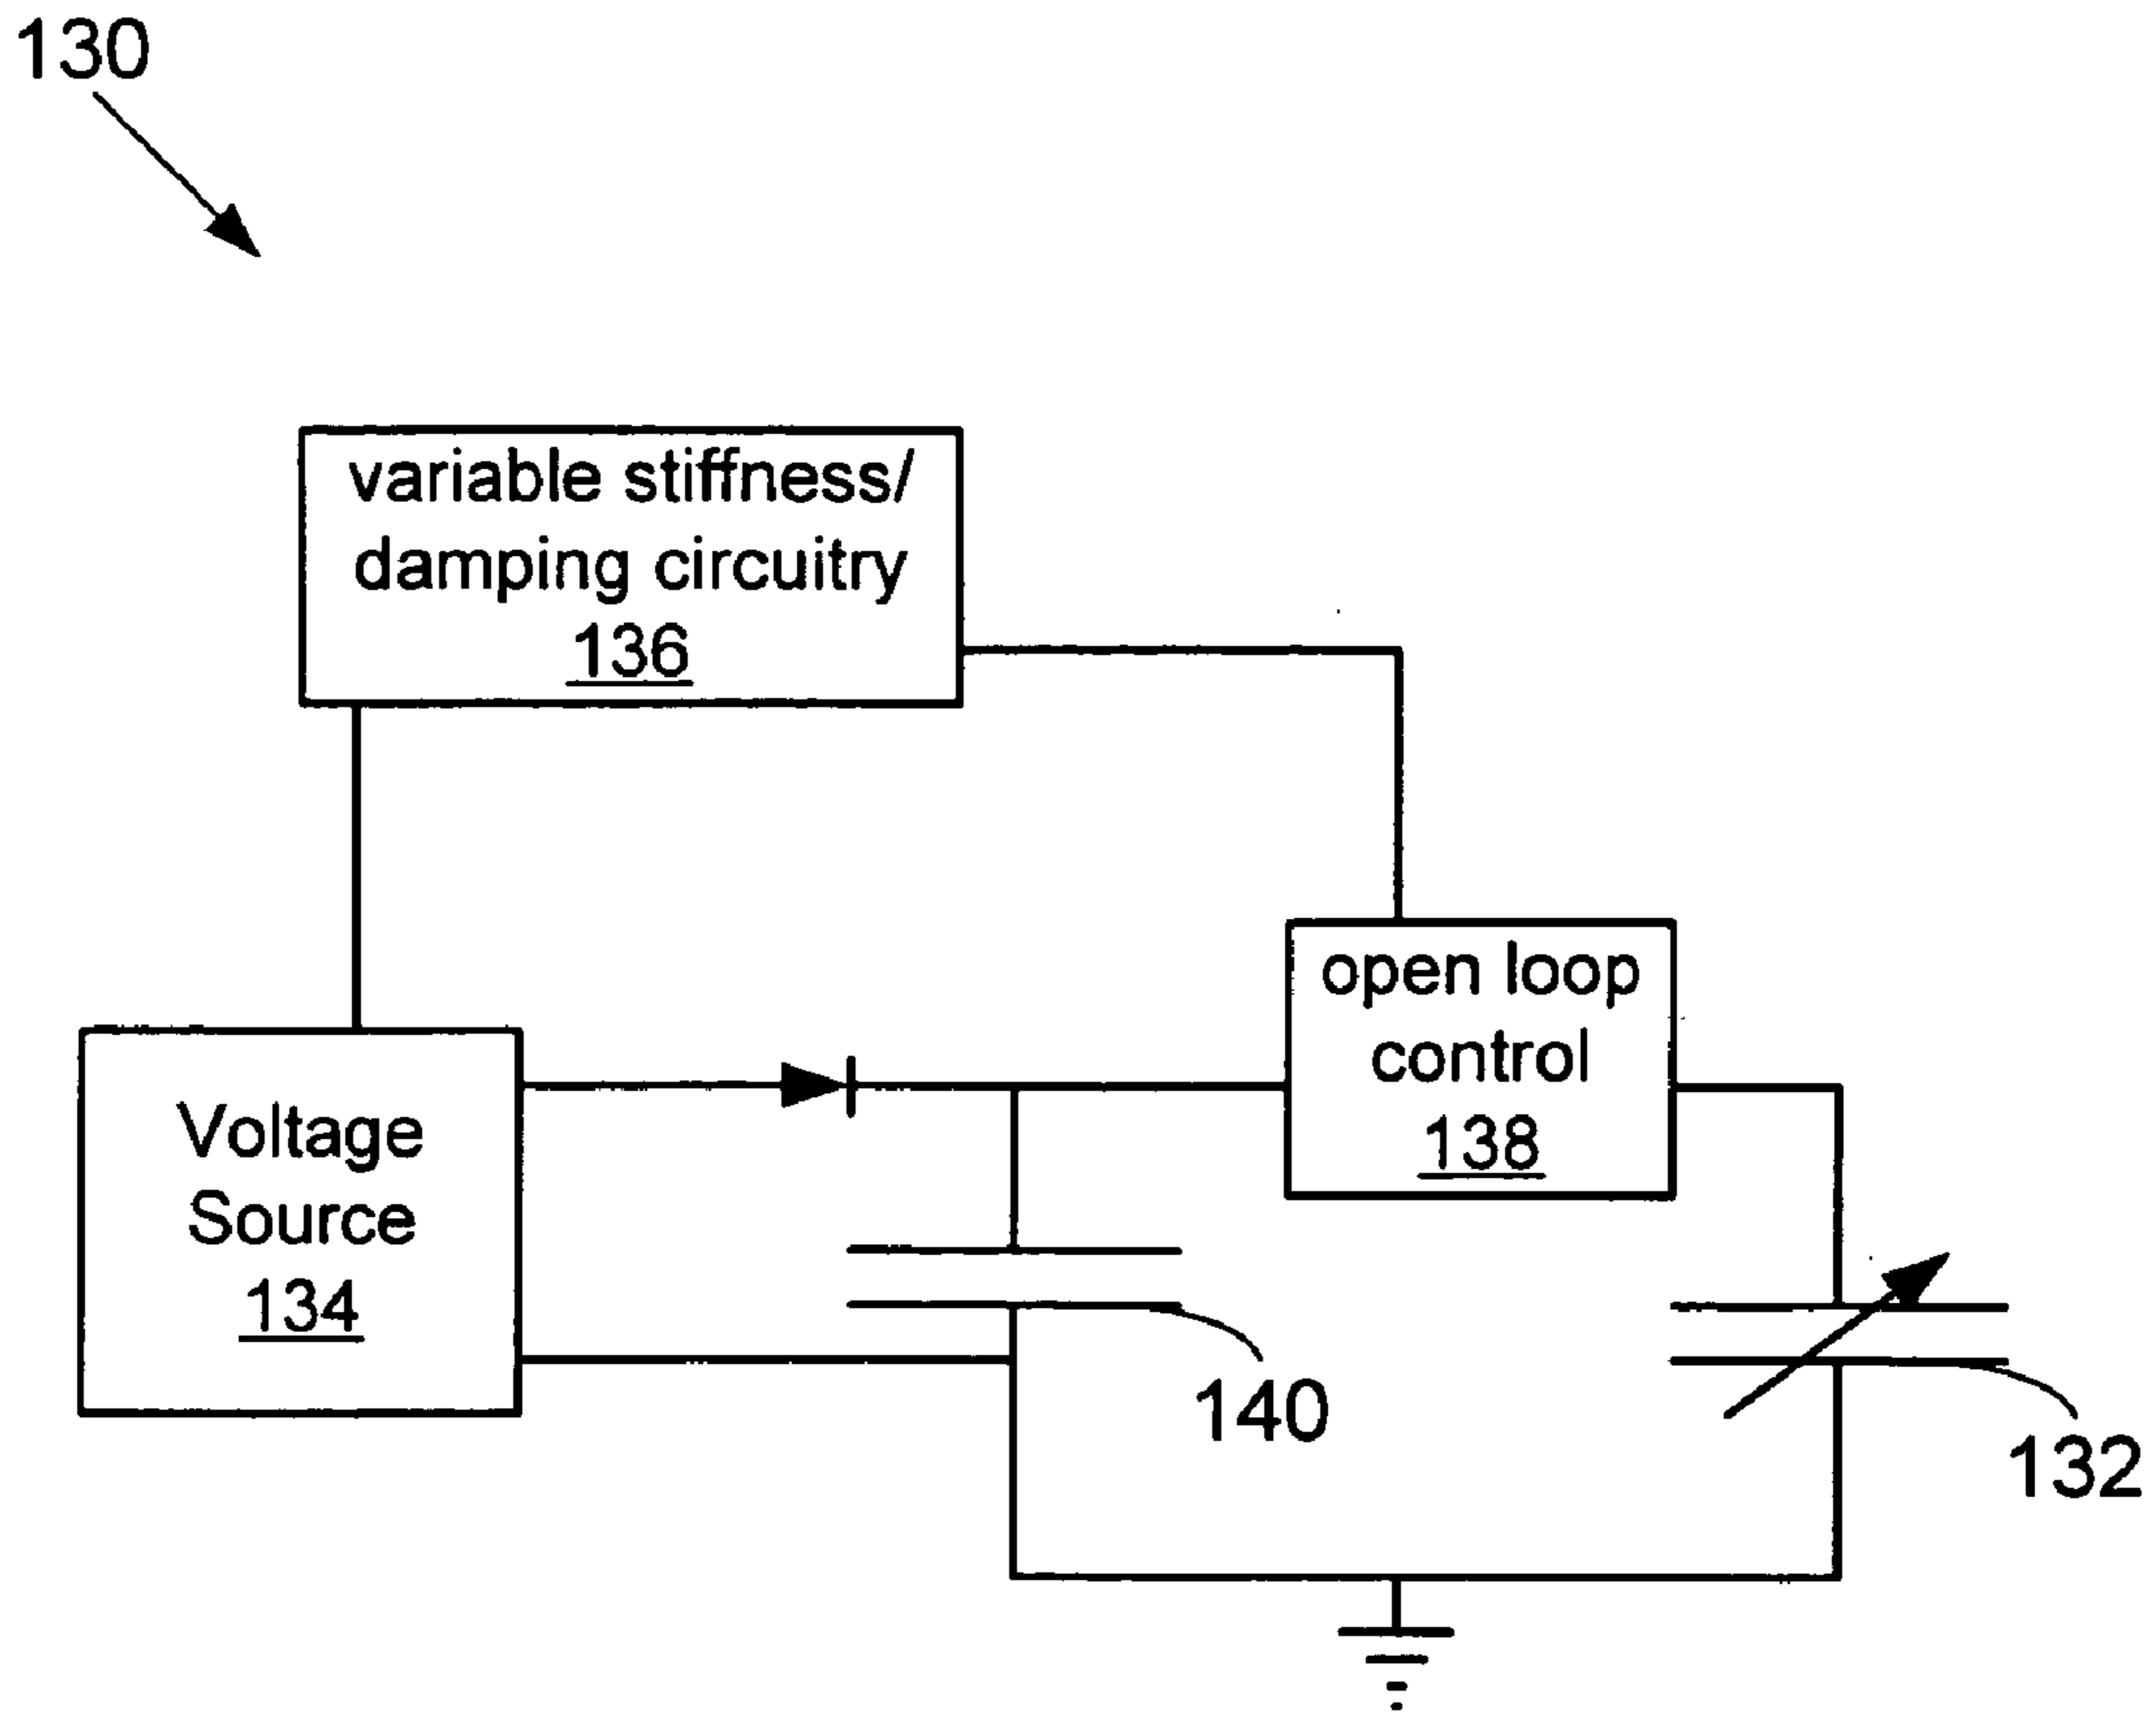 130
variable stiffness/
damping circuitry
136
open loop
control
138
Voltage
Source
134
140
132